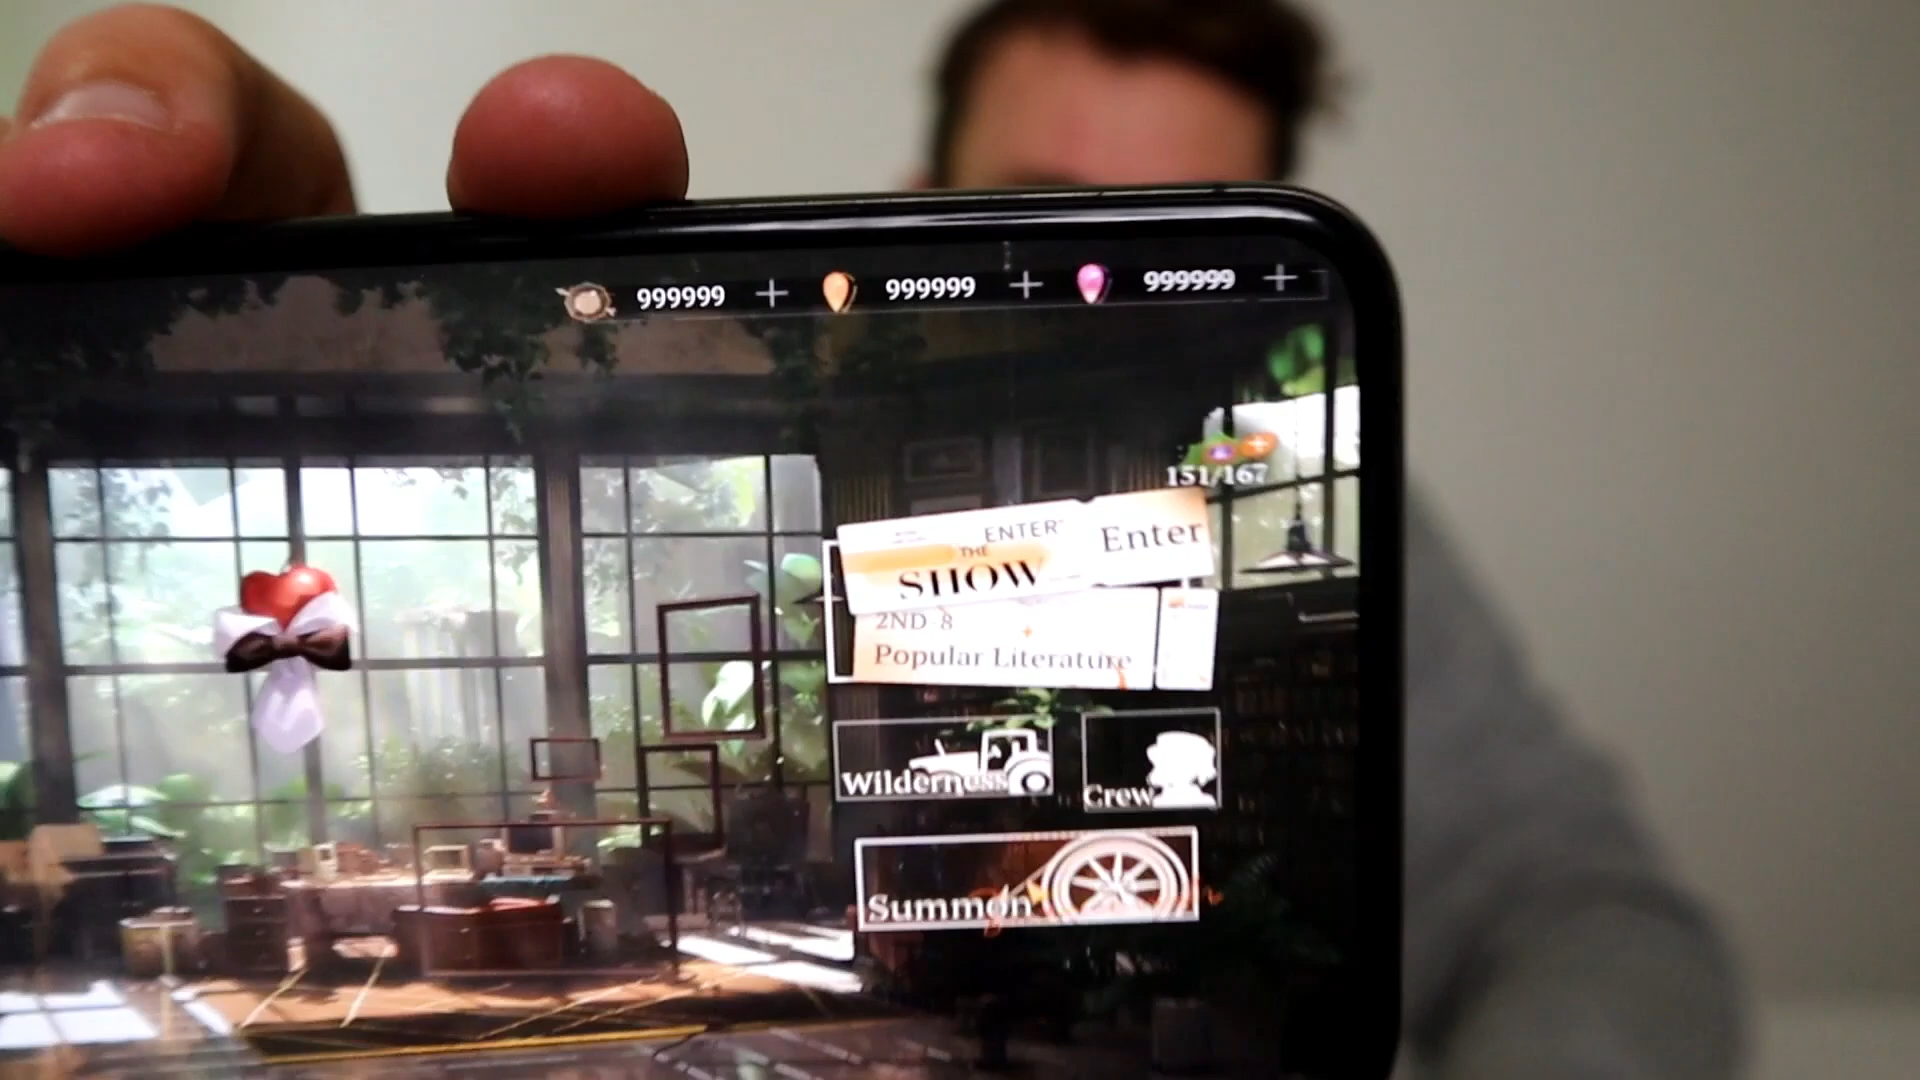 999999 + 999999 + 999999 +
151/167
ENTER
THE
SHOW
Enter
2ND-8
Popular Literature
Wilderness
Crew
Summon